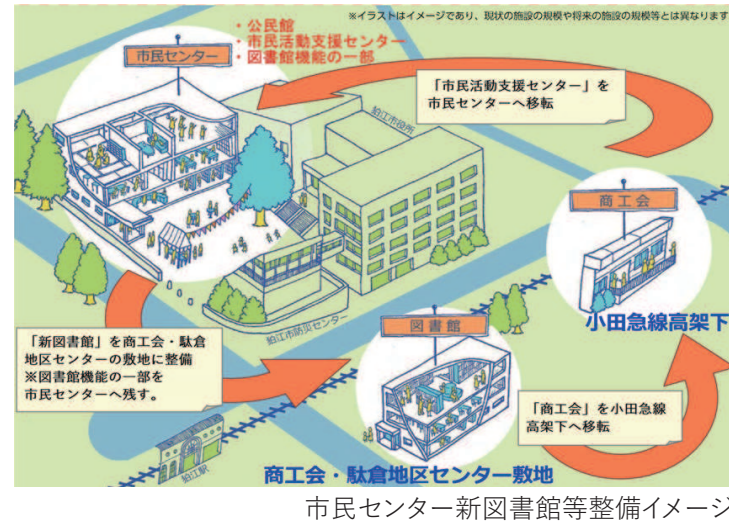 ※イラストはイメージであり、現状の施設の規模や将来の施設の規模等とは異なります
・公民館
・市民活動支援センター
・図書館機能の一部
市民センター
「市民活動支援センター」を
市民センターへ移転
狛江市役所
商工会
小田急線高架下
狛江市防災センター
図書館
「新図書館」を商工会・駄倉
地区センターの敷地に整備
※図書館機能の一部を
市民センターへ残す。
「商工会」を小田急線
高架下へ移転
狛江駅
商工会・駄倉地区センター敷地
市民センター新図書館等整備イメージ